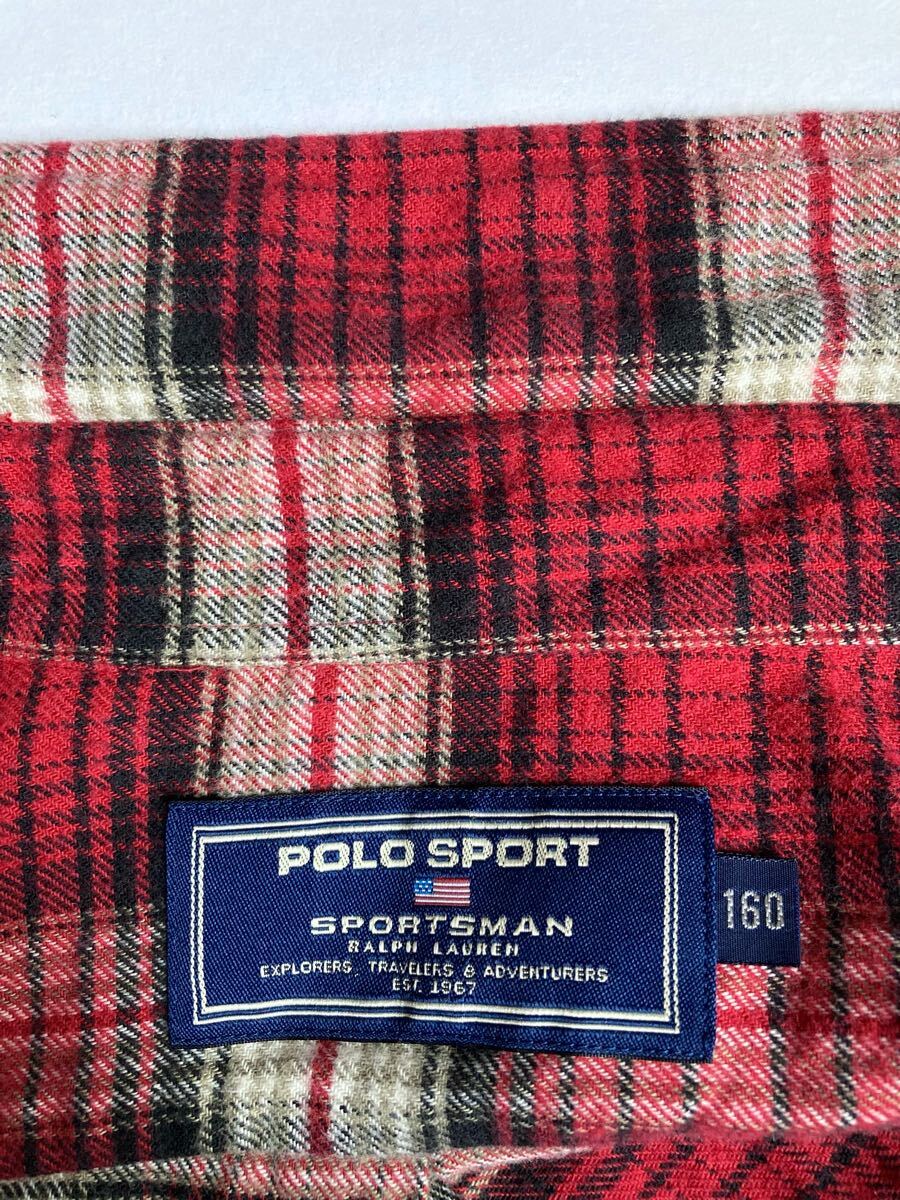 POLO SPORT
SPORTSMAN
RALPH LAUREN
EXPLORERS, TRAVELERS & ADVENTURERS
EST. 1967
160